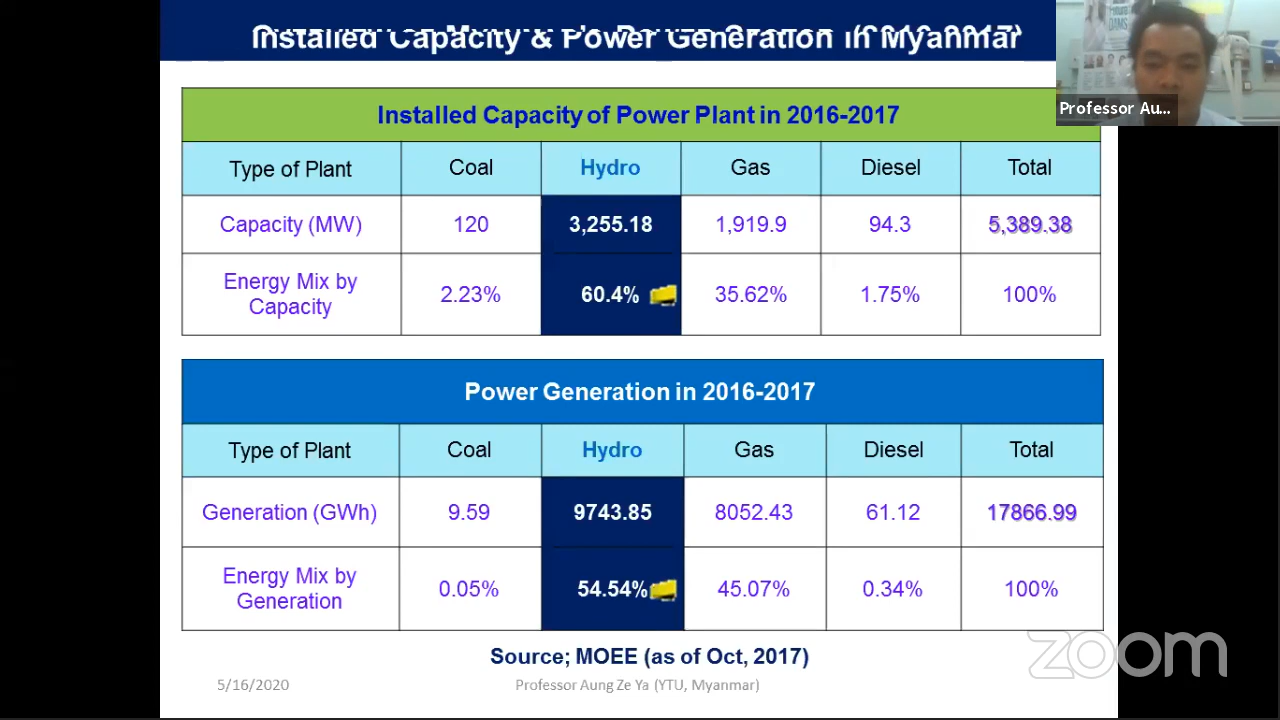 Installed Capacity & Power Generation in Myanmar
DAMS
Professor Au...
Installed Capacity of Power Plant in 2016-2017
Type of Plant Coal Hydro Gas Diesel Total
Capacity (MW) 120 3,255.18 1,919.9 94.3 5,389.38
Energy Mix by
Capacity 2.23% 60.4% 35.62% 1.75% 100%
Power Generation in 2016-2017
Type of Plant Coal Hydro Gas Diesel Total
Generation (GWh) 9.59 9743.85 8052.43 61.12 17866.99
Energy Mix by
Generation 0.05% 54.54% 45.07% 0.34% 100%
Source; MOEE (as of Oct, 2017)
zoom
5/16/2020 Professor Aung Ze Ya (YTU, Myanmar)